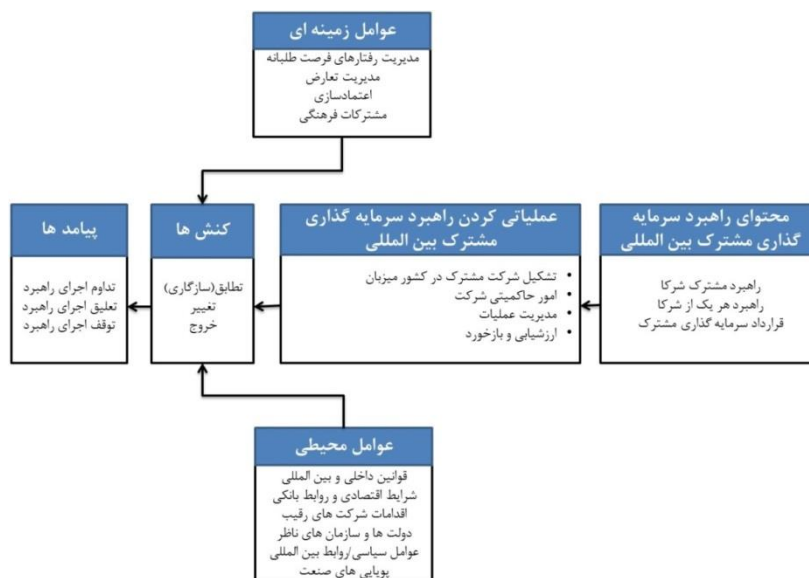 عوامل زمینه ای
مدیریت رفتارهای فرصت طلبانه
مدیریت تعارض
اعتمادسازی
مشترکات فرهنگی
محتوای راهبرد سرمایه
گذاری مشترک بین المللی
راهبرد مشترک شرکا
راهبرد هر یک از شرکا
قرارداد سرمایه گذاری مشترک
عملیاتی کردن راهبرد سرمایه گذاری
مشترک بین المللی
• تشکیل شرکت مشترک در کشور میزبان
• امور حاکمیتی شرکت
• مدیریت عملیات
• ارزشیابی و بازخورد
کنش ها
تطابق(سازگاری)
تغییر
خروج
پیامد ها
تداوم اجرای راهبرد
تعلیق اجرای راهبرد
توقف اجرای راهبرد
عوامل محیطی
قوانین داخلی و بین المللی
شرایط اقتصادی و روابط بانکی
اقدامات شرکت های رقیب
دولت ها و سازمان های ناظر
عوامل سیاسی/روابط بین المللی
پویایی های صنعت